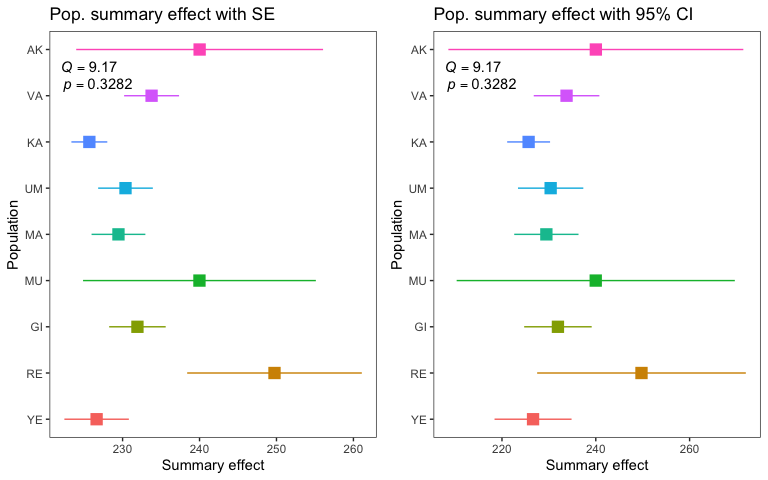 Pop. summary effect with SE
AK
VA
KA
UM
MA
MU
GI
RE
YE
Q = 9.17
p = 0.3282
Population
230
240
250
260
Summary effect
Pop. summary effect with 95% CI
AK
VA
KA
UM
MA
MU
GI
RE
YE
Q = 9.17
p = 0.3282
Population
220
240
260
Summary effect